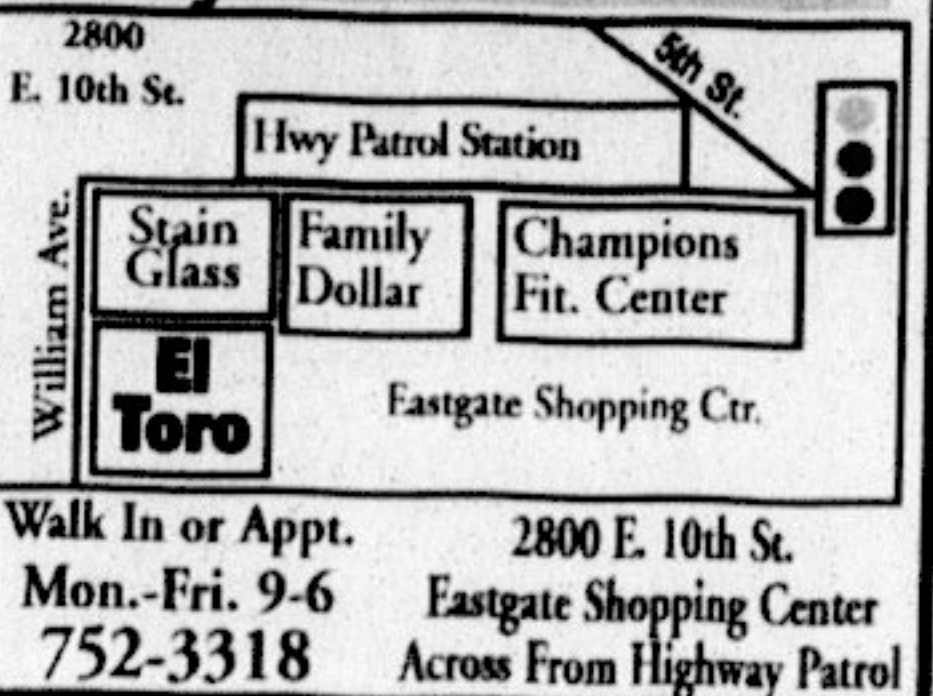 2800
E. 10th St.
5th St.
Hwy Patrol Station
William Ave.
Stain
Glass
Family
Dollar
Champions
Fit. Center
El
Toro
Eastgate Shopping Ctr.
Walk In or Appt.
Mon.-Fri. 9-6
752-3318
2800 E. 10th St.
Eastgate Shopping Center
Across From Highway Patrol